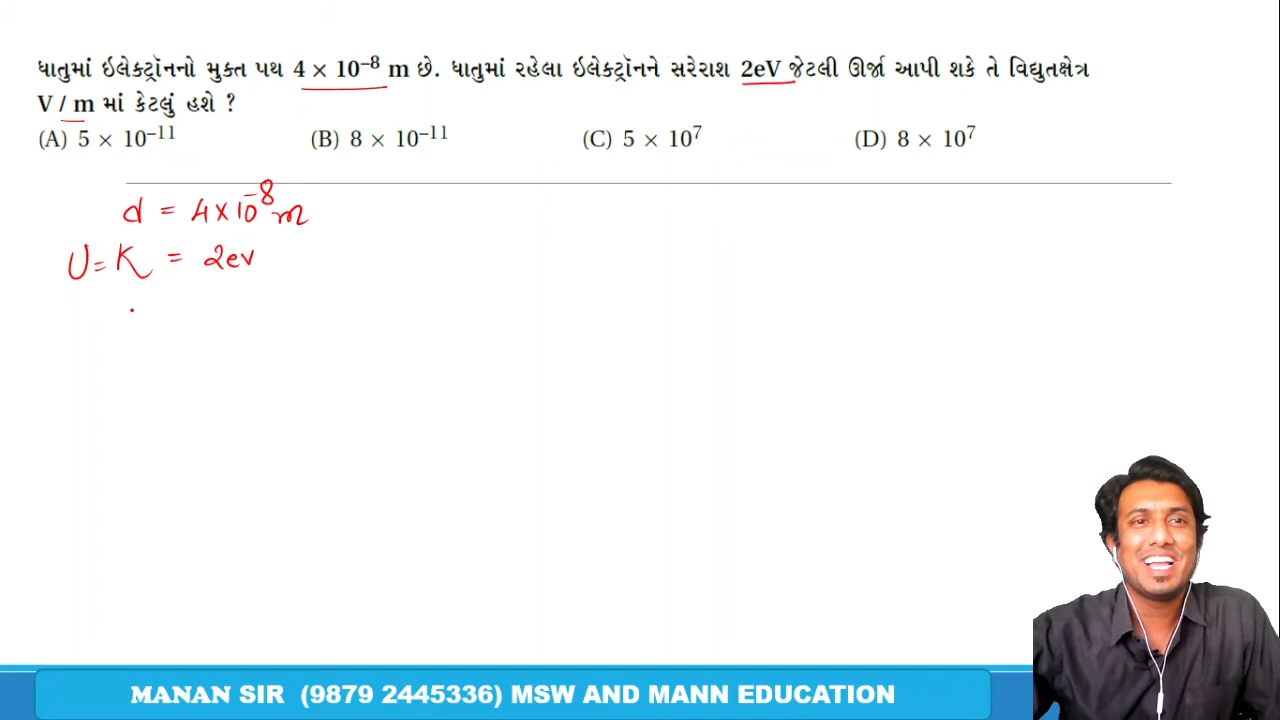 ધાતુમાં ઇલેક્ટ્રૉનનો મુક્ત પથ 4 × 10⁻⁸ m છે. ધાતુમાં રહેલા ઇલેક્ટ્રૉનને સરેરાશ 2eV જેટલી ઊર્જા આપી શકે તે વિદ્યુતક્ષેત્ર
V / m માં કેટલું હશે ?
(A) 5 × 10⁻¹¹ (B) 8 × 10⁻¹¹ (C) 5 × 10⁷ (D) 8 × 10⁷
d = 4×10⁻⁸ m
U = K = 2ev
MANAN SIR (9879 2445336) MSW AND MANN EDUCATION